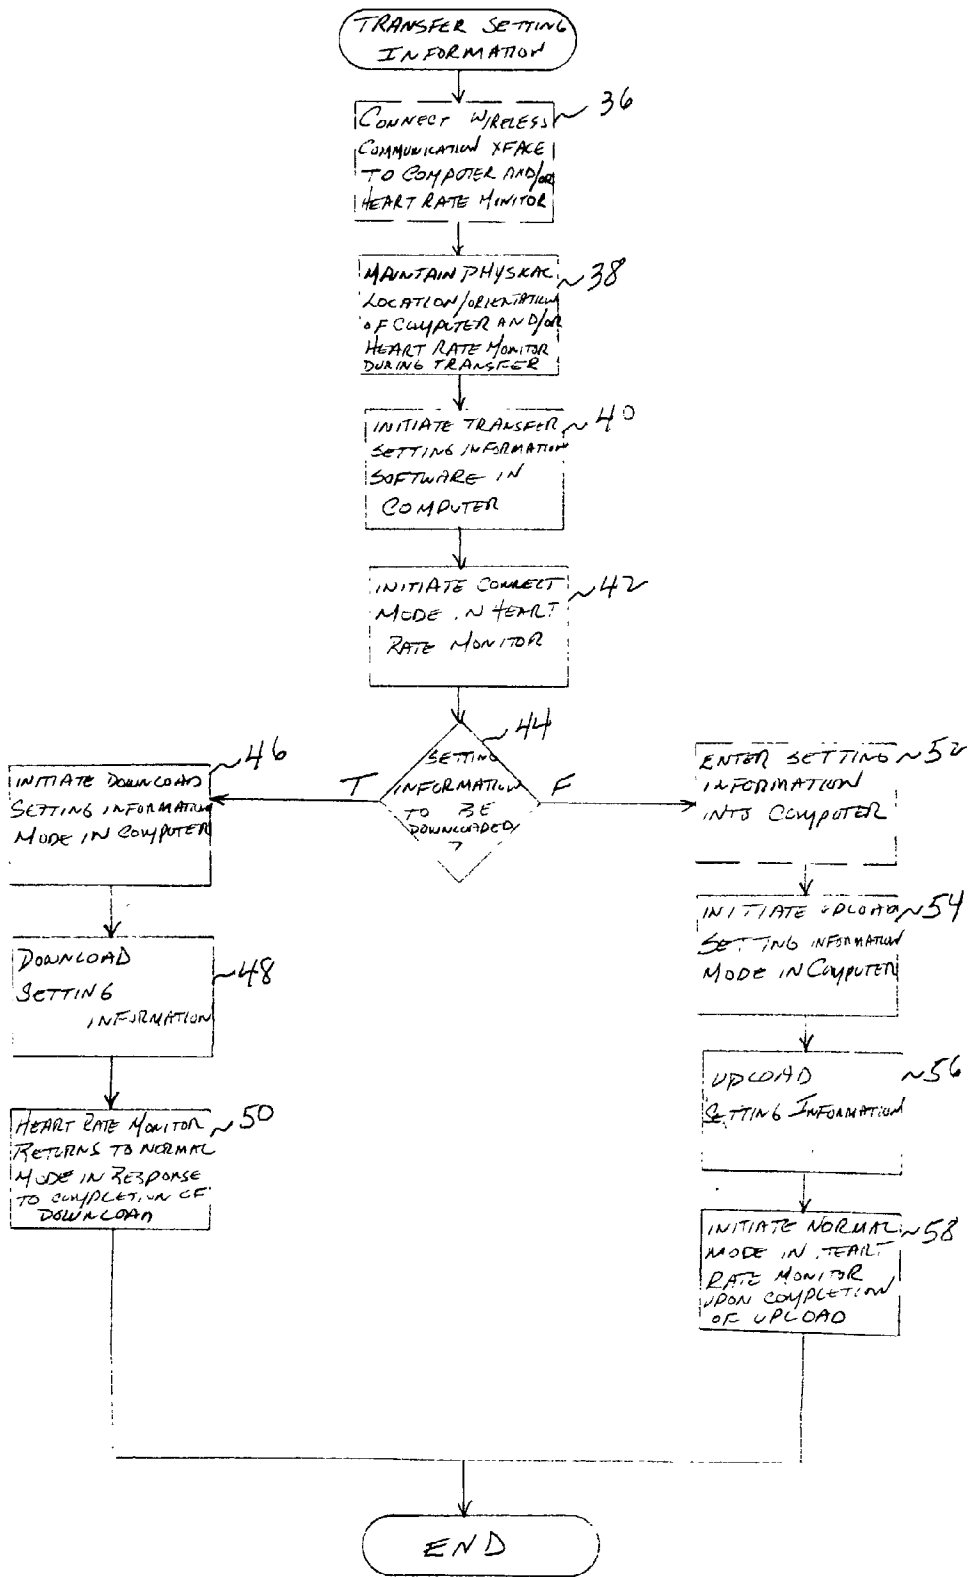 TRANSFER SETTING
INFORMATION
36
CONNECT WIRELESS
COMMUNICATION XFACE
TO COMPUTER AND/OR
HEART RATE MINITOR
38
MAINTAIN PHYSICAL
LOCATION/ORIENTATION
OF COMPUTER AND/OR
HEART RATE MONITOR
DURING TRANSFER
40
INITIATE TRANSFER
SETTING INFORMATION
SOFTWARE IN
COMPUTER
42
INITIATE CONNECT
MODE IN HEART
RATE MONITOR
44
SETTING
INFORMATION
TO BE
DOWNLOADED
?
T
F
46
INITIATE DOWNLOAD
SETTING INFORMATION
MODE IN COMPUTER
48
DOWNLOAD
SETTING
INFORMATION
50
HEART RATE MONITOR
RETURNS TO NORMAL
MODE IN RESPONSE
TO COMPLETION OF
DOWNLOAD
52
ENTER SETTING
INFORMATION
INTO COMPUTER
54
INITIATE UPLOAD
SETTING INFORMATION
MODE IN COMPUTER
56
UPLOAD
SETTING INFORMATION
58
INITIATE NORMAL
MODE IN HEART
RATE MONITOR
UPON COMPLETION
OF UPLOAD
END